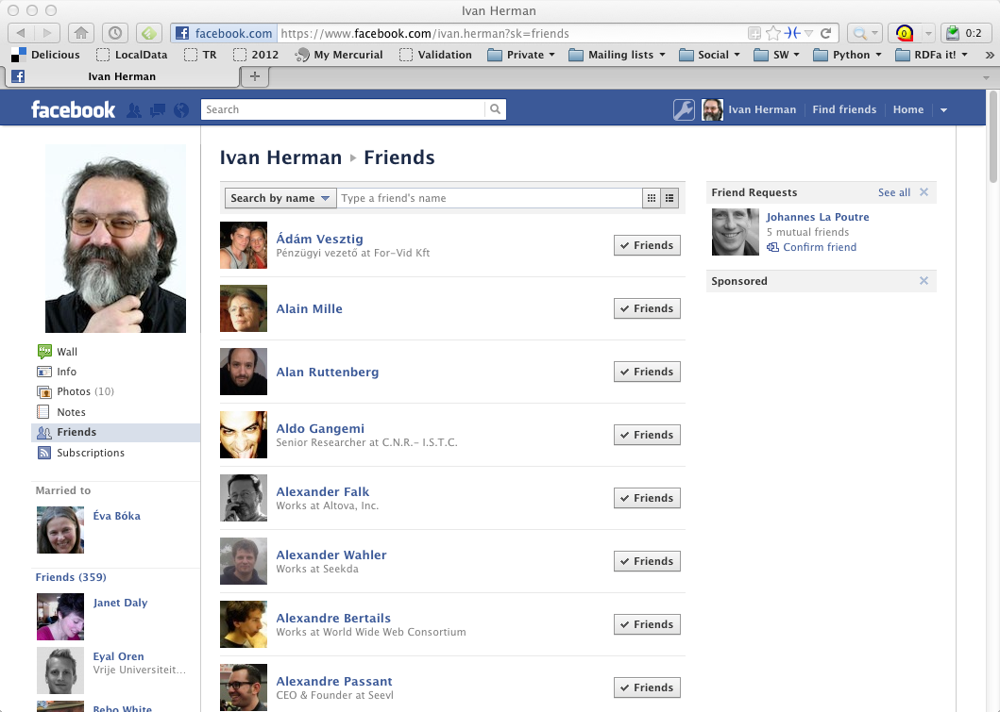 Ivan Herman
facebook.com https://www.facebook.com/ivan.herman?sk=friends
0:2
Delicious LocalData TR 2012 My Mercurial Validation Private Mailing lists Social SW Python RDFa it! »
Ivan Herman
facebook Search Ivan Herman Find friends Home
Ivan Herman Friends
Search by name Type a friend's name
Ádám Vesztig
Pénzügyi vezető at For-Vid Kft
Friends
Alain Mille
Friends
Alan Ruttenberg
Friends
Aldo Gangemi
Senior Researcher at C.N.R.- I.S.T.C.
Friends
Alexander Falk
Works at Altova, Inc.
Friends
Alexander Wahler
Works at Seekda
Friends
Alexandre Bertails
Works at World Wide Web Consortium
Friends
Alexandre Passant
CEO & Founder at Seevl
Friends
Friend Requests See all
Johannes La Poutre
5 mutual friends
Confirm friend
Sponsored
Wall
Info
Photos (10)
Notes
Friends
Subscriptions
Married to
Éva Bóka
Friends (359)
Janet Daly
Eyal Oren
Vrije Universiteit...
Bebo White